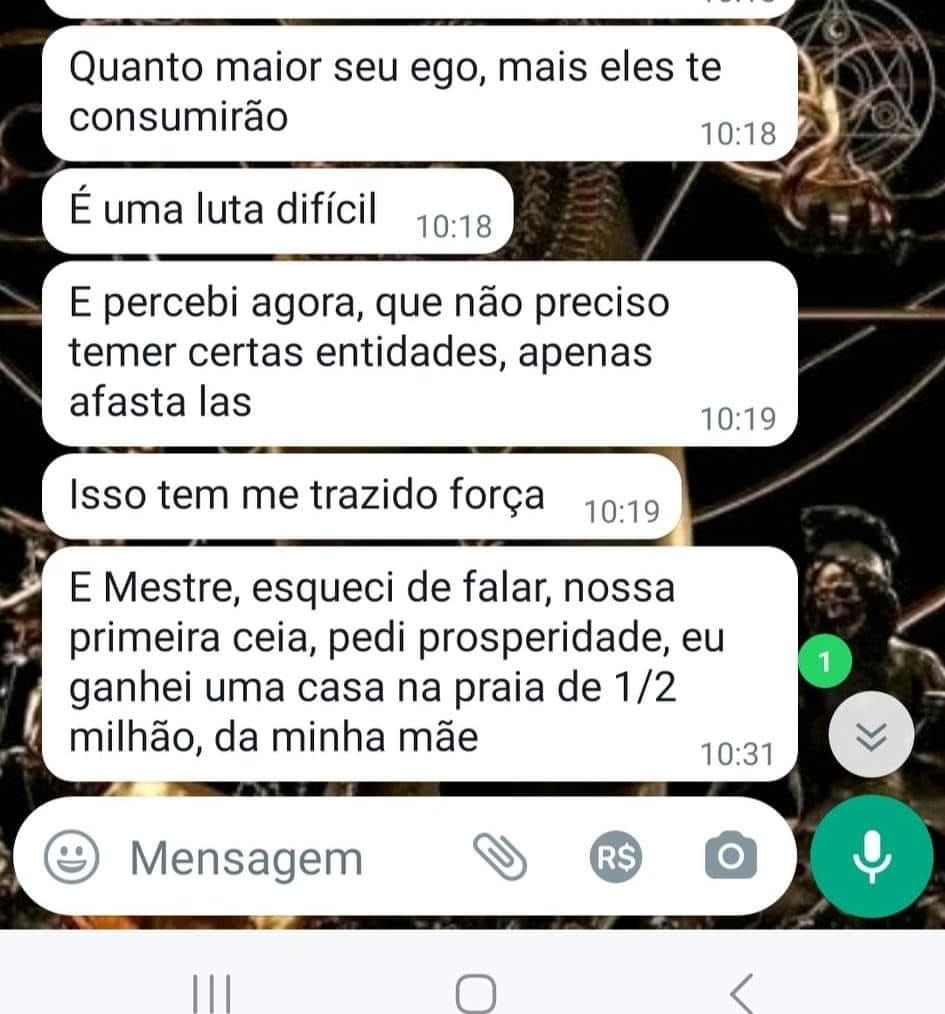 Quanto maior seu ego, mais eles te
consumirão
10:18
É uma luta difícil
10:18
E percebi agora, que não preciso
temer certas entidades, apenas
afasta las
10:19
Isso tem me trazido força
10:19
E Mestre, esqueci de falar, nossa
primeira ceia, pedi prosperidade, eu
ganhei uma casa na praia de 1/2
milhão, da minha mãe
10:31
1
Mensagem
R$